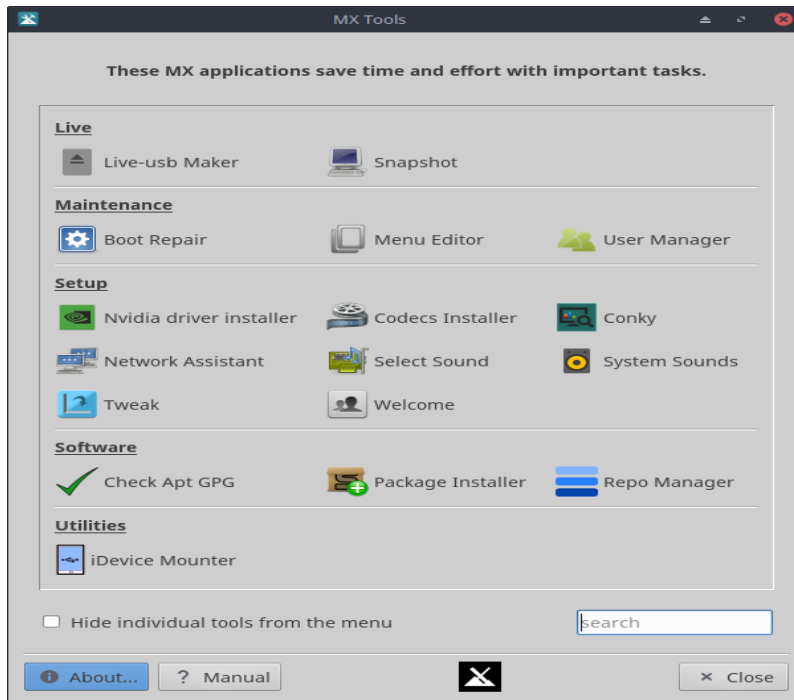 MX Tools
These MX applications save time and effort with important tasks.
Live
Live-usb Maker Snapshot
Maintenance
Boot Repair Menu Editor User Manager
Setup
Nvidia driver installer Codecs Installer Conky
Network Assistant Select Sound System Sounds
Tweak Welcome
Software
Check Apt GPG Package Installer Repo Manager
Utilities
iDevice Mounter
Hide individual tools from the menu search
About... ? Manual Close